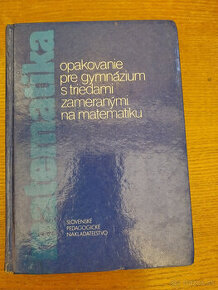 matematika
opakovanie
pre gymnázium
s triedami
zameranými
na matematiku
SLOVENSKÉ
PEDAGOGICKÉ
NAKLADATEĽSTVO